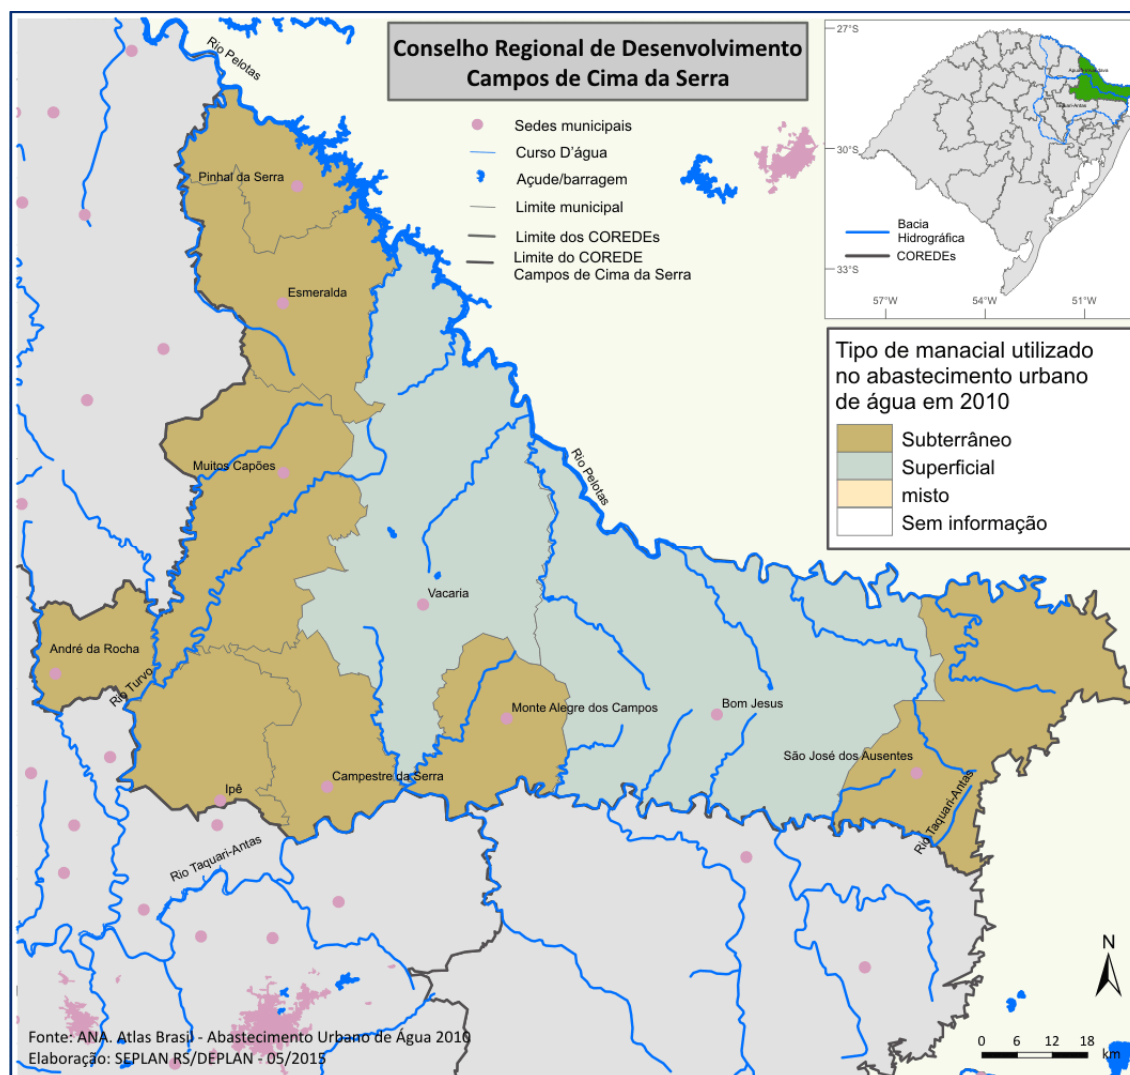 Conselho Regional de Desenvolvimento
Campos de Cima da Serra
Sedes municipais
Curso D'água
Açude/barragem
Limite municipal
Limite dos COREDEs
Limite do COREDE
Campos de Cima da Serra
27°S
30°S
33°S
57°W
54°W
51°W
Taquari-Antas
Bacia
Hidrográfica
COREDEs
Tipo de manacial utilizado
no abastecimento urbano
de água em 2010
Subterrâneo
Superficial
misto
Sem informação
Rio Pelotas
Pinhal da Serra
Esmeralda
Muitos Capões
Rio Pelotas
Vacaria
André da Rocha
Rio Turvo
Monte Alegre dos Campos
Bom Jesus
São José dos Ausentes
Ipê
Campestre da Serra
Rio Taquari-Antas
Rio Taquari-Antas
N
0 6 12 18
km
Fonte: ANA. Atlas Brasil - Abastecimento Urbano de Água 2010
Elaboração: SEPLAN RS/DEPLAN - 05/2015